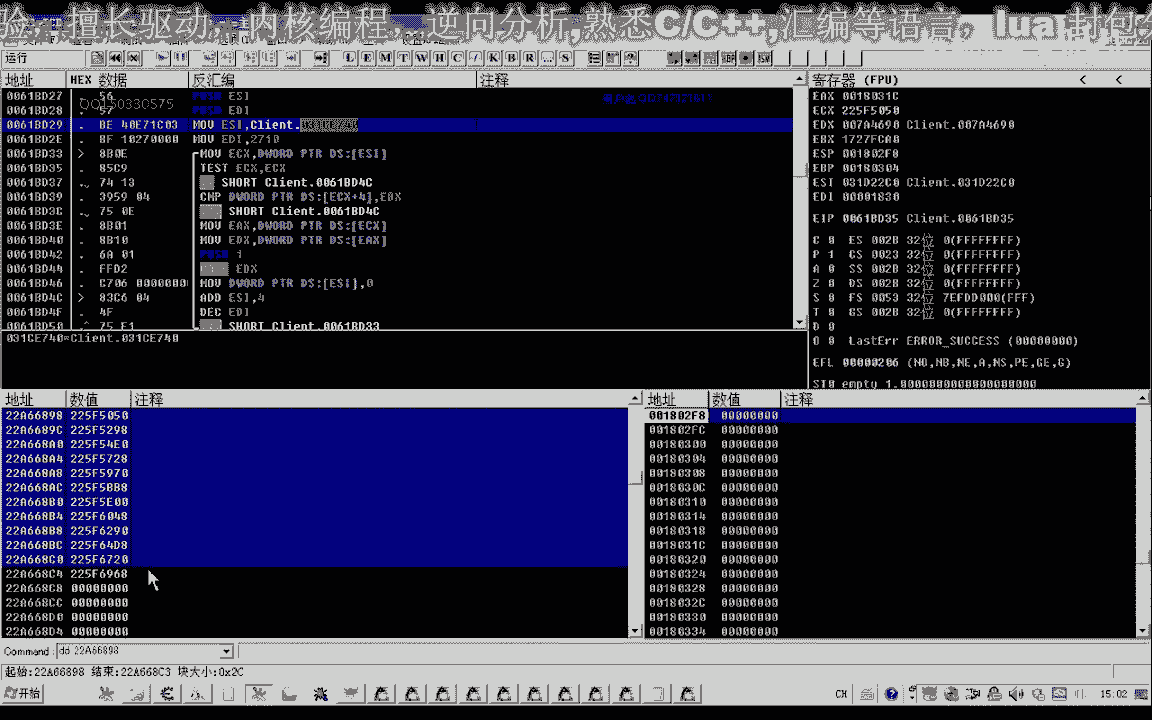 验，擅长驱动，内核编程，逆向分析,熟悉C/C++,汇编等语言，lua 封包
运行 L E M T W H C / K B R ... S
地址 HEX 数据 反汇编 注释
0061BD27 . 56 PUSH ESI
0061BD28 . 57 PUSH EDI
QQ150330575
0061BD29 . BE 40E71C03 MOV ESI,Client.
0061BD2E . BF 10270000 MOV EDI,2710
0061BD33 > 8B0E MOV ECX,DWORD PTR DS:[ESI]
0061BD35 . 85C9 TEST ECX,ECX
0061BD37 . 74 13 SHORT Client.0061BD4C
0061BD39 . 3959 04 CMP DWORD PTR DS:[ECX+4],EBX
0061BD3C . 75 0E SHORT Client.0061BD4C
0061BD3E . 8B01 MOV EAX,DWORD PTR DS:[ECX]
0061BD40 . 8B10 MOV EDX,DWORD PTR DS:[EAX]
0061BD42 . 6A 01 PUSH 1
0061BD44 . FFD2 EDX
0061BD46 . C706 00000000 MOV DWORD PTR DS:[ESI],0
0061BD4C > 83C6 04 ADD ESI,4
0061BD4F . 4F DEC EDI
0061BD50 .^ 75 E1 SHORT Client.0061BD33
031CE740=Client.031CE740
寄存器 (FPU) < <
EAX 0018031C
ECX 225F5050
EDX 007A4690 Client.007A4690
EBX 1727FCA8
ESP 001802F8
EBP 00180304
ESI 031D22C0 Client.031D22C0
EDI 00001830
EIP 0061BD35 Client.0061BD35
C 0 ES 002B 32位 0(FFFFFFFF)
P 1 CS 0023 32位 0(FFFFFFFF)
A 0 SS 002B 32位 0(FFFFFFFF)
Z 0 DS 002B 32位 0(FFFFFFFF)
S 0 FS 0053 32位 7EFDD000(FFF)
T 0 GS 002B 32位 0(FFFFFFFF)
D 0
O 0 LastErr ERROR_SUCCESS (00000000)
EFL 00000206 (NO,NB,NE,A,NS,PE,GE,G)
ST0 empty 1.0000000000000000000
地址 数值 注释
22A66898 225F5050
22A6689C 225F5298
22A668A0 225F54E0
22A668A4 225F5728
22A668A8 225F5970
22A668AC 225F5BB8
22A668B0 225F5E00
22A668B4 225F6048
22A668B8 225F6290
22A668BC 225F64D8
22A668C0 225F6720
22A668C4 225F6968
22A668C8 00000000
22A668CC 00000000
22A668D0 00000000
22A668D4 00000000
地址 数值 注释
001802F8 00000000
001802FC 00000000
00180300 00000000
00180304 00000000
00180308 00000000
0018030C 00000000
00180310 00000000
00180314 00000000
00180318 00000000
0018031C 00000000
00180320 00000000
00180324 00000000
00180328 00000000
0018032C 00000000
00180330 00000000
00180334 00000000
Command: dd 22A66898
起始:22A66898 结束:22A668C3 块大小:0x2C
开始 CH 15:02